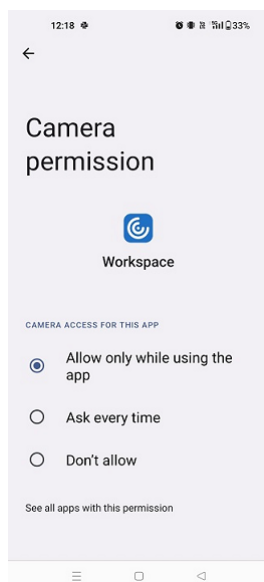 12:18 33%
Camera
permission
Workspace
CAMERA ACCESS FOR THIS APP
Allow only while using the
app
Ask every time
Don't allow
See all apps with this permission